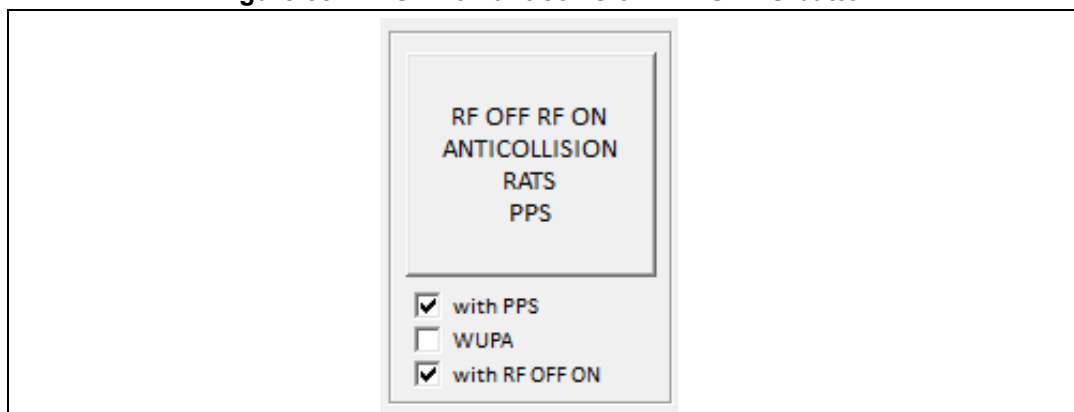 RF OFF RF ON
ANTICOLLISION
RATS
PPS
with PPS
WUPA
with RF OFF ON